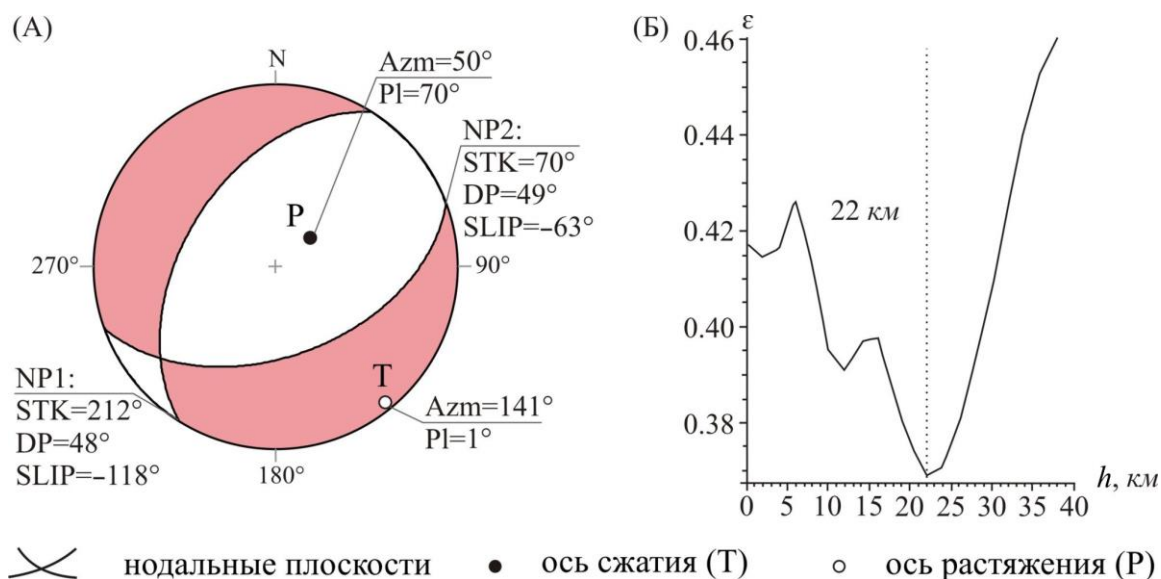 (А)
N
Azm=50°
Pl=70°
NP2:
STK=70°
DP=49°
SLIP=–63°
P
270°
90°
NP1:
STK=212°
DP=48°
SLIP=–118°
T
Azm=141°
Pl=1°
180°
(Б)
ε
0.46
0.44
0.42
0.40
0.38
22 км
0 5 10 15 20 25 30 35 40
h, км
нодальные плоскости
ось сжатия (T)
ось растяжения (P)